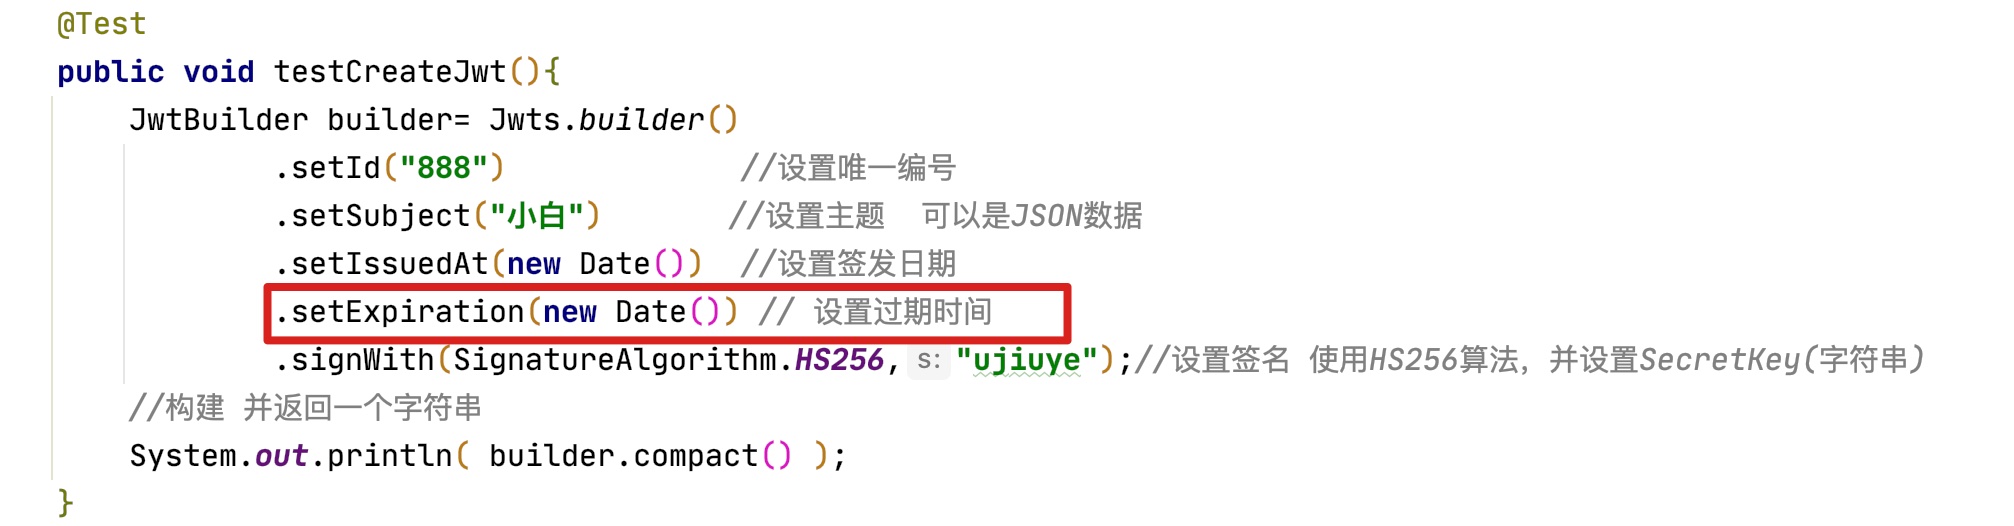 @Test
public void testCreateJwt(){
JwtBuilder builder= Jwts.builder()
.setId("888") //设置唯一编号
.setSubject("小白") //设置主题 可以是JSON数据
.setIssuedAt(new Date()) //设置签发日期
.setExpiration(new Date()) // 设置过期时间
.signWith(SignatureAlgorithm.HS256, s: "ujiuye");//设置签名 使用HS256算法，并设置SecretKey(字符串)
//构建 并返回一个字符串
System.out.println( builder.compact() );
}